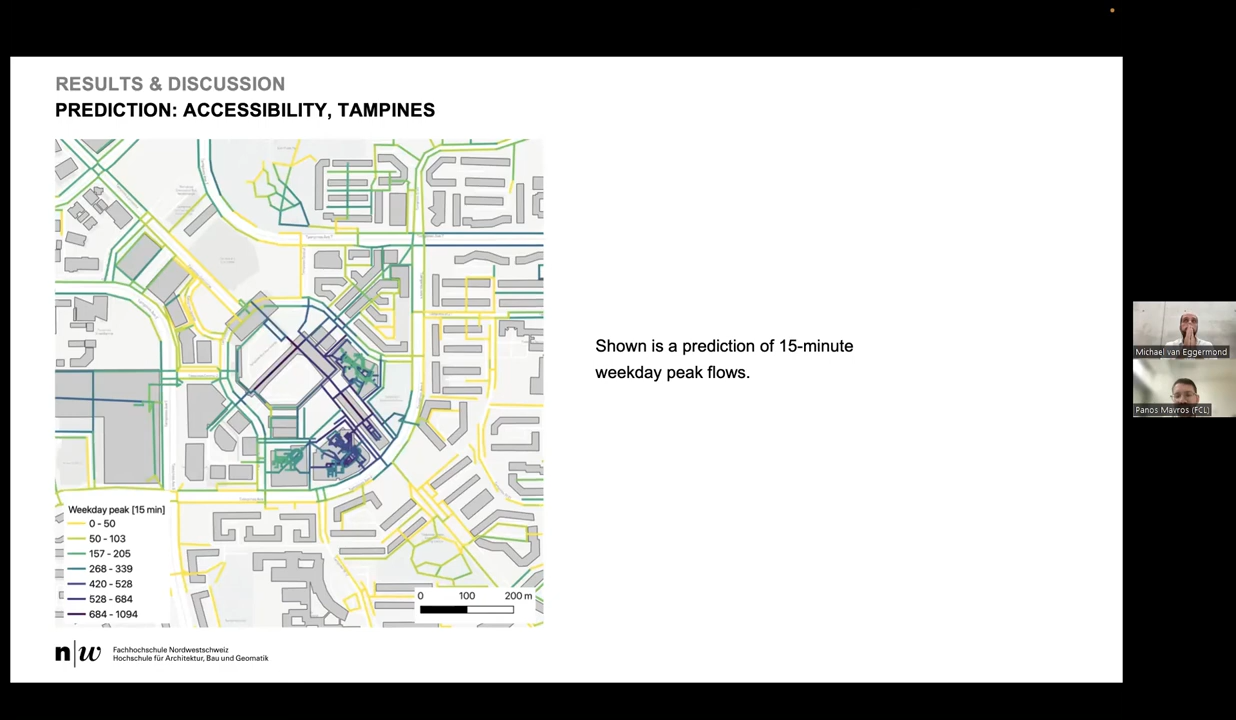 RESULTS & DISCUSSION
PREDICTION: ACCESSIBILITY, TAMPINES
Shown is a prediction of 15-minute
weekday peak flows.
Weekday peak [15 min]
0 - 50
50 - 103
157 - 205
268 - 339
420 - 528
528 - 684
684 - 1094
0 100 200 m
n|w
Fachhochschule Nordwestschweiz
Hochschule für Architektur, Bau und Geomatik
Michael van Eggermond
Panos Mavros (FCL)